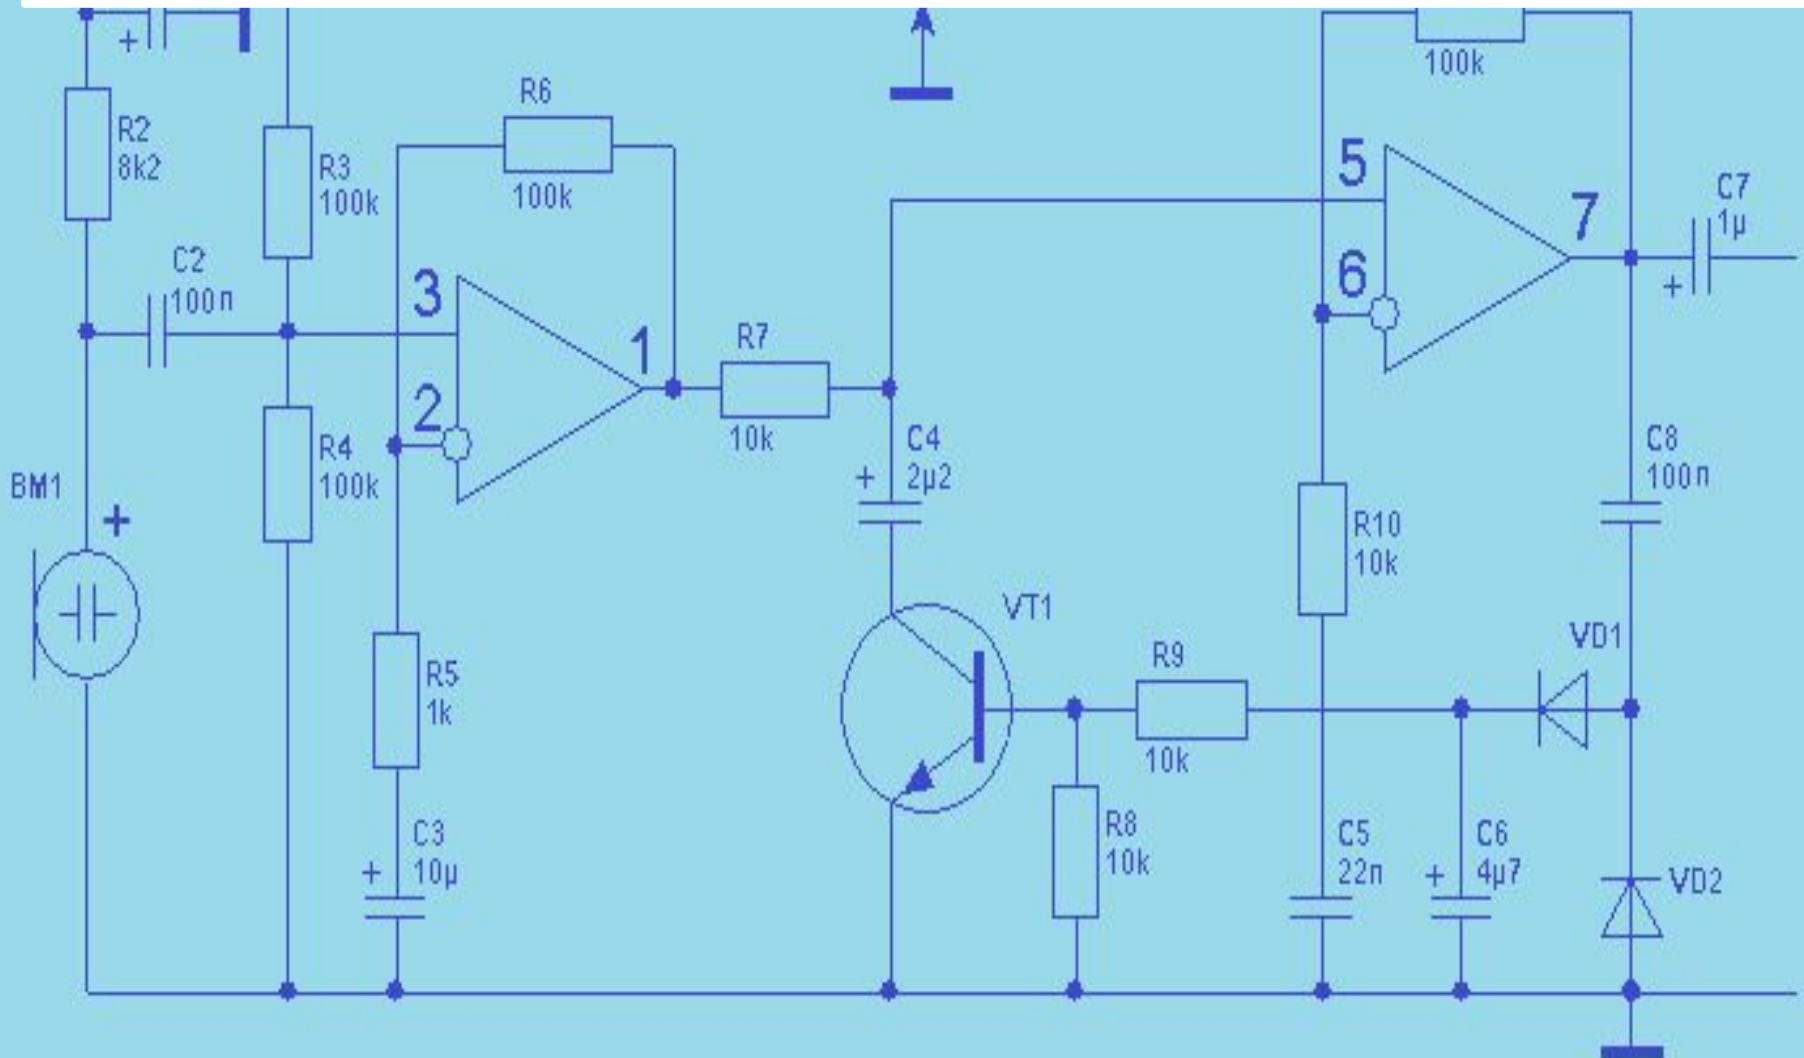 +
100k
R6
R2
8k2
R3
100k
100k
5
7
C7
1µ
+
C2
100n
3
6
1
R7
10k
2
R4
100k
BM1
+
C4
+ 2µ2
C8
100n
R10
10k
VT1
VD1
R5
1k
R9
10k
C3
+ 10µ
R8
10k
C5
22n
C6
+ 4µ7
VD2